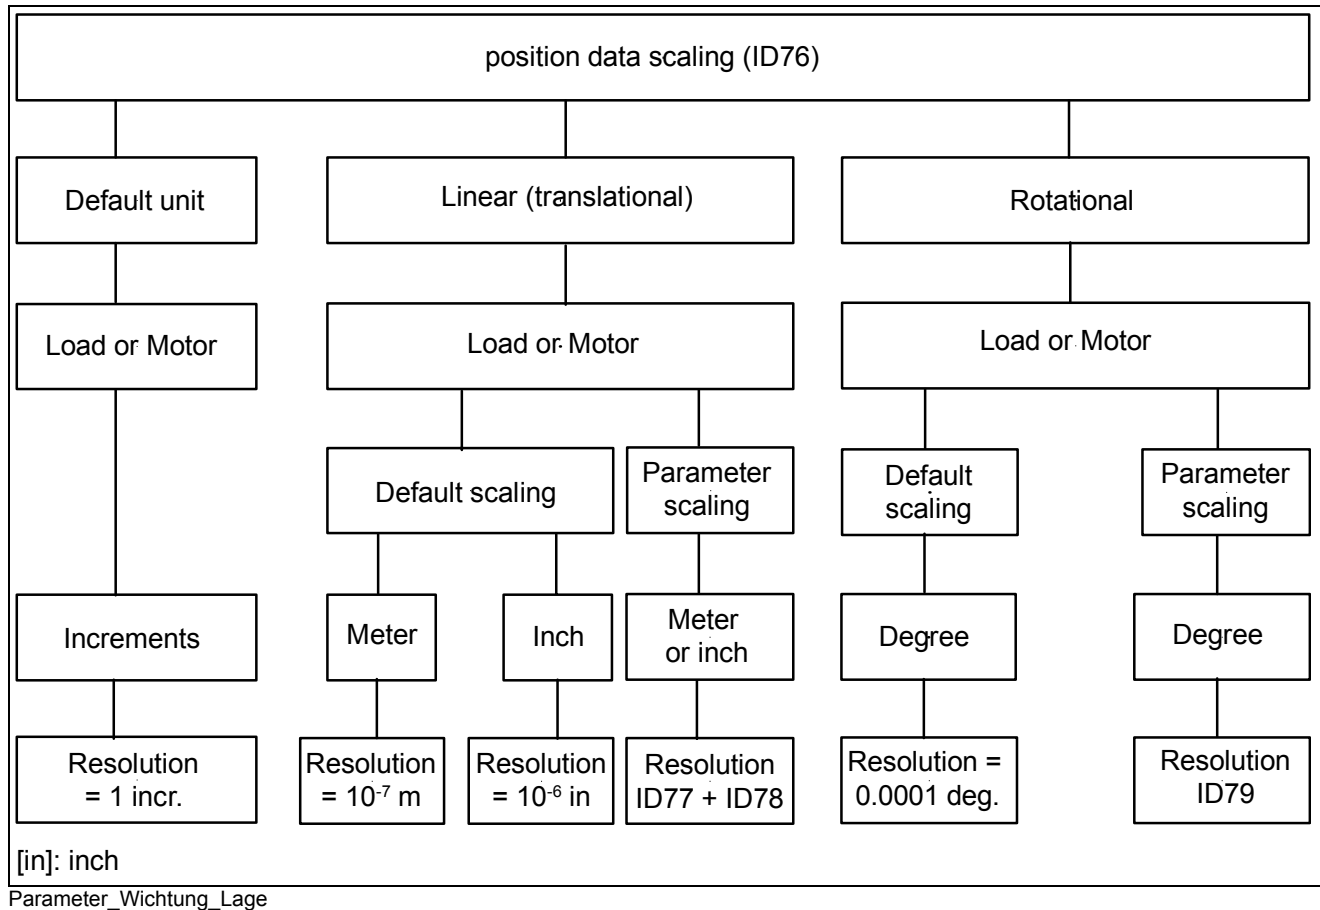 position data scaling (ID76)
Default unit
Linear (translational)
Rotational
Load or Motor
Load or Motor
Load or Motor
Default scaling
Parameter
scaling
Default
scaling
Parameter
scaling
Increments
Meter
Inch
Meter
or inch
Degree
Degree
Resolution
= 1 incr.
Resolution
= 10⁻⁷ m
Resolution
= 10⁻⁶ in
Resolution
ID77 + ID78
Resolution =
0.0001 deg.
Resolution
ID79
[in]: inch
Parameter_Wichtung_Lage